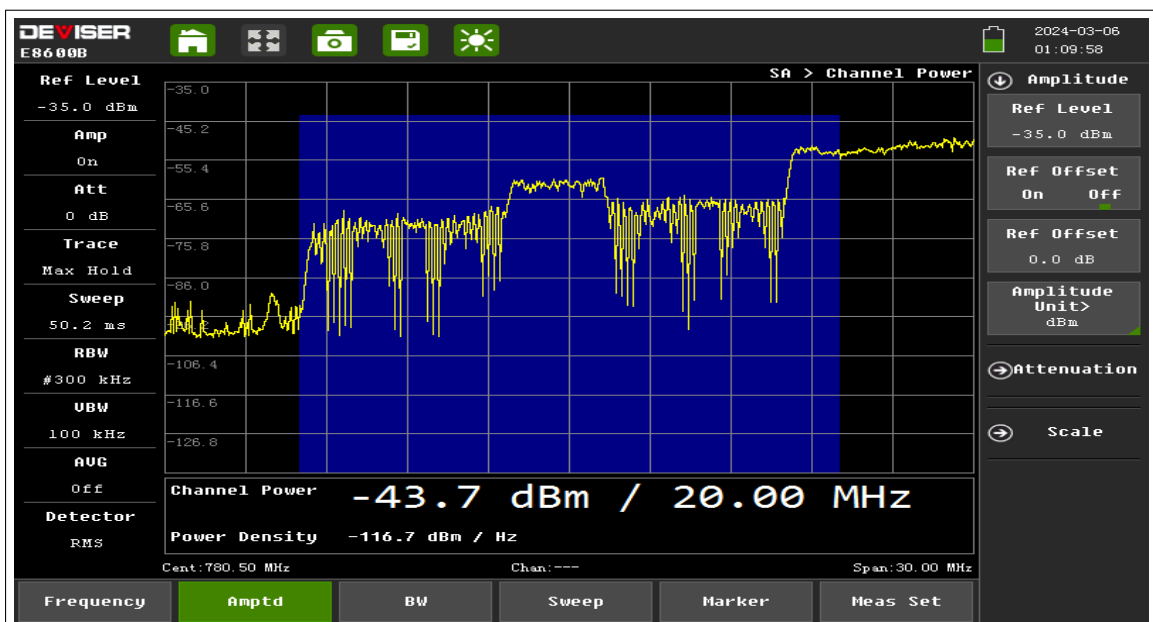 DEVISER
E8600B
2024-03-06
01:09:58
Ref Level
-35.0 dBm
Amp
On
Att
0 dB
Trace
Max Hold
Sweep
50.2 ms
RBW
#300 kHz
VBW
100 kHz
AVG
Off
Detector
RMS
SA > Channel Power
-35.0
-45.2
-55.4
-65.6
-75.8
-86.0
-106.4
-116.6
-126.8
Channel Power
-43.7 dBm / 20.00 MHz
Power Density
-116.7 dBm / Hz
Cent:780.50 MHz
Chan:---
Span:30.00 MHz
Amplitude
Ref Level
-35.0 dBm
Ref Offset
On Off
Ref Offset
0.0 dB
Amplitude
Unit>
dBm
Attenuation
Scale
Frequency
Amptd
BW
Sweep
Marker
Meas Set